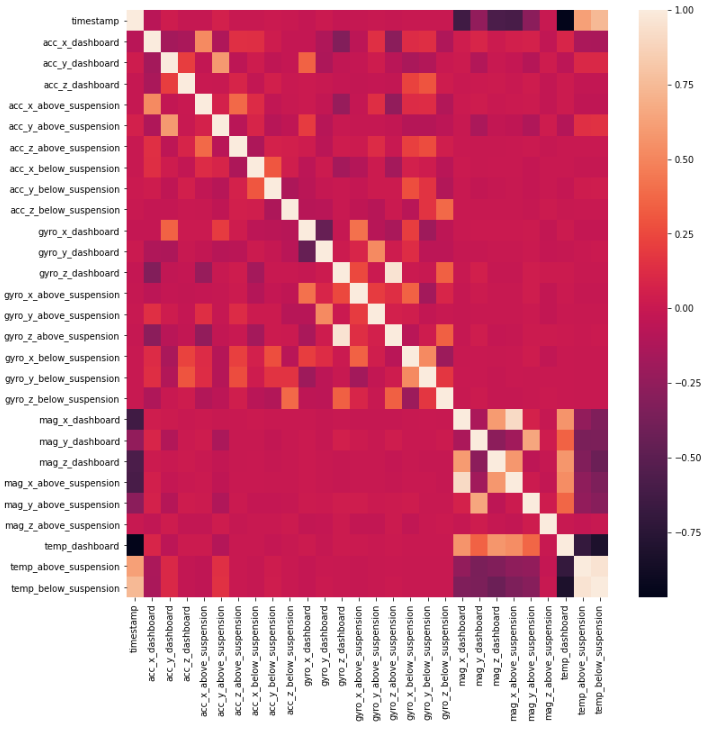 timestamp
acc_x_dashboard
acc_y_dashboard
acc_z_dashboard
acc_x_above_suspension
acc_y_above_suspension
acc_z_above_suspension
acc_x_below_suspension
acc_y_below_suspension
acc_z_below_suspension
gyro_x_dashboard
gyro_y_dashboard
gyro_z_dashboard
gyro_x_above_suspension
gyro_y_above_suspension
gyro_z_above_suspension
gyro_x_below_suspension
gyro_y_below_suspension
gyro_z_below_suspension
mag_x_dashboard
mag_y_dashboard
mag_z_dashboard
mag_x_above_suspension
mag_y_above_suspension
mag_z_above_suspension
temp_dashboard
temp_above_suspension
temp_below_suspension
timestamp
acc_x_dashboard
acc_y_dashboard
acc_z_dashboard
acc_x_above_suspension
acc_y_above_suspension
acc_z_above_suspension
acc_x_below_suspension
acc_y_below_suspension
acc_z_below_suspension
gyro_x_dashboard
gyro_y_dashboard
gyro_z_dashboard
gyro_x_above_suspension
gyro_y_above_suspension
gyro_z_above_suspension
gyro_x_below_suspension
gyro_y_below_suspension
gyro_z_below_suspension
mag_x_dashboard
mag_y_dashboard
mag_z_dashboard
mag_x_above_suspension
mag_y_above_suspension
mag_z_above_suspension
temp_dashboard
temp_above_suspension
temp_below_suspension
1.00
0.75
0.50
0.25
0.00
−0.25
−0.50
−0.75